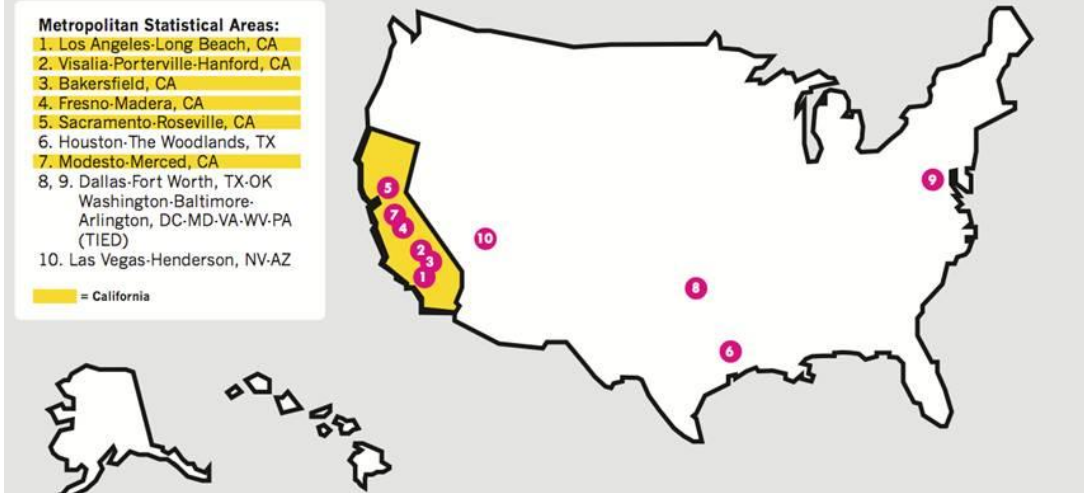 Metropolitan Statistical Areas:
1. Los Angeles-Long Beach, CA
2. Visalia-Porterville-Hanford, CA
3. Bakersfield, CA
4. Fresno-Madera, CA
5. Sacramento-Roseville, CA
6. Houston-The Woodlands, TX
7. Modesto-Merced, CA
8, 9. Dallas-Fort Worth, TX-OK
Washington-Baltimore-
Arlington, DC-MD-VA-WV-PA
(TIED)
10. Las Vegas-Henderson, NV-AZ
= California
5
7
4
2
3
1
10
8
6
9